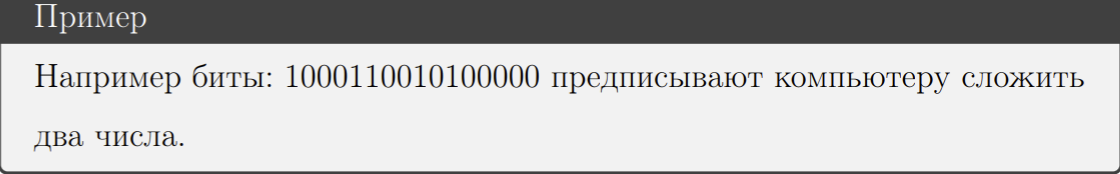 Пример
Например биты: 1000110010100000 предписывают компьютеру сложить
два числа.